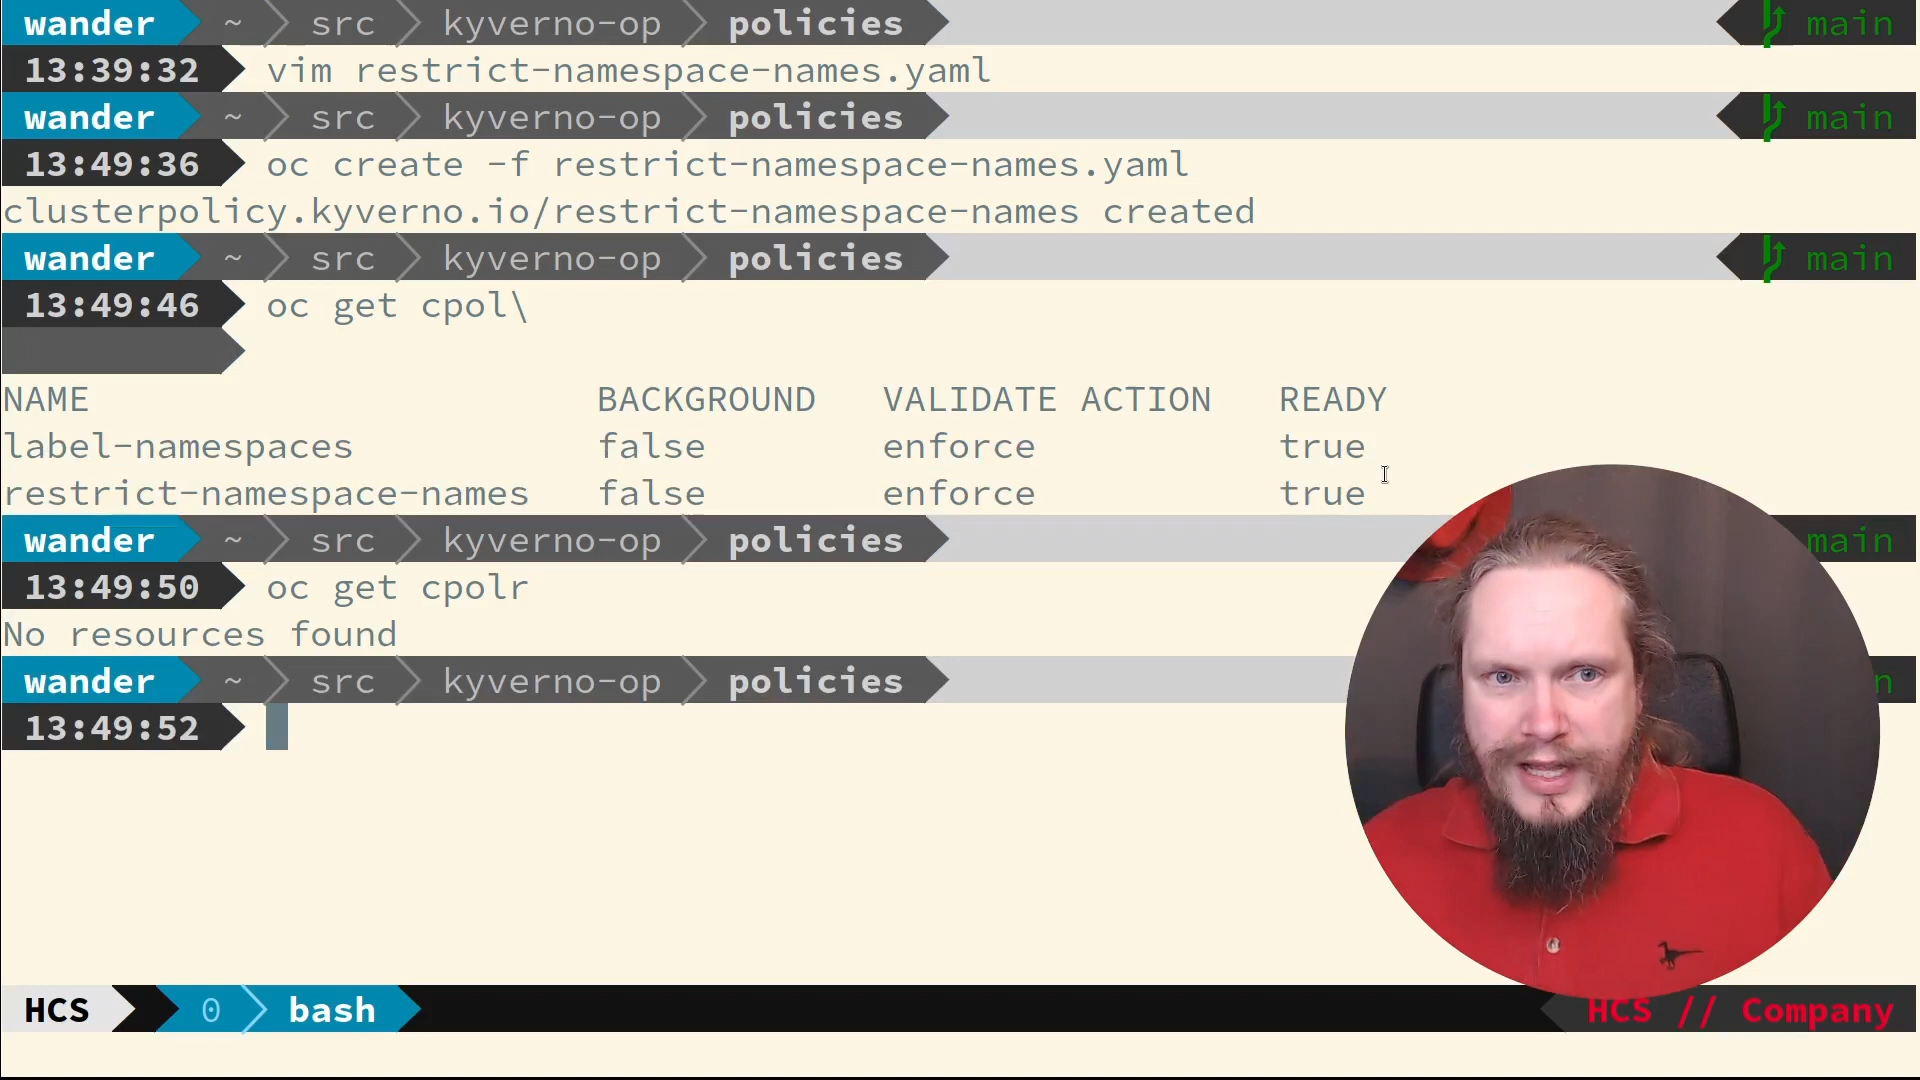 wander ~ src kyverno-op policies main
13:39:32 vim restrict-namespace-names.yaml
wander ~ src kyverno-op policies main
13:49:36 oc create -f restrict-namespace-names.yaml
clusterpolicy.kyverno.io/restrict-namespace-names created
wander ~ src kyverno-op policies main
13:49:46 oc get cpol\
NAME BACKGROUND VALIDATE ACTION READY
label-namespaces false enforce true
restrict-namespace-names false enforce true
wander ~ src kyverno-op policies main
13:49:50 oc get cpolr
No resources found
wander ~ src kyverno-op policies n
13:49:52
HCS 0 bash HCS // Company